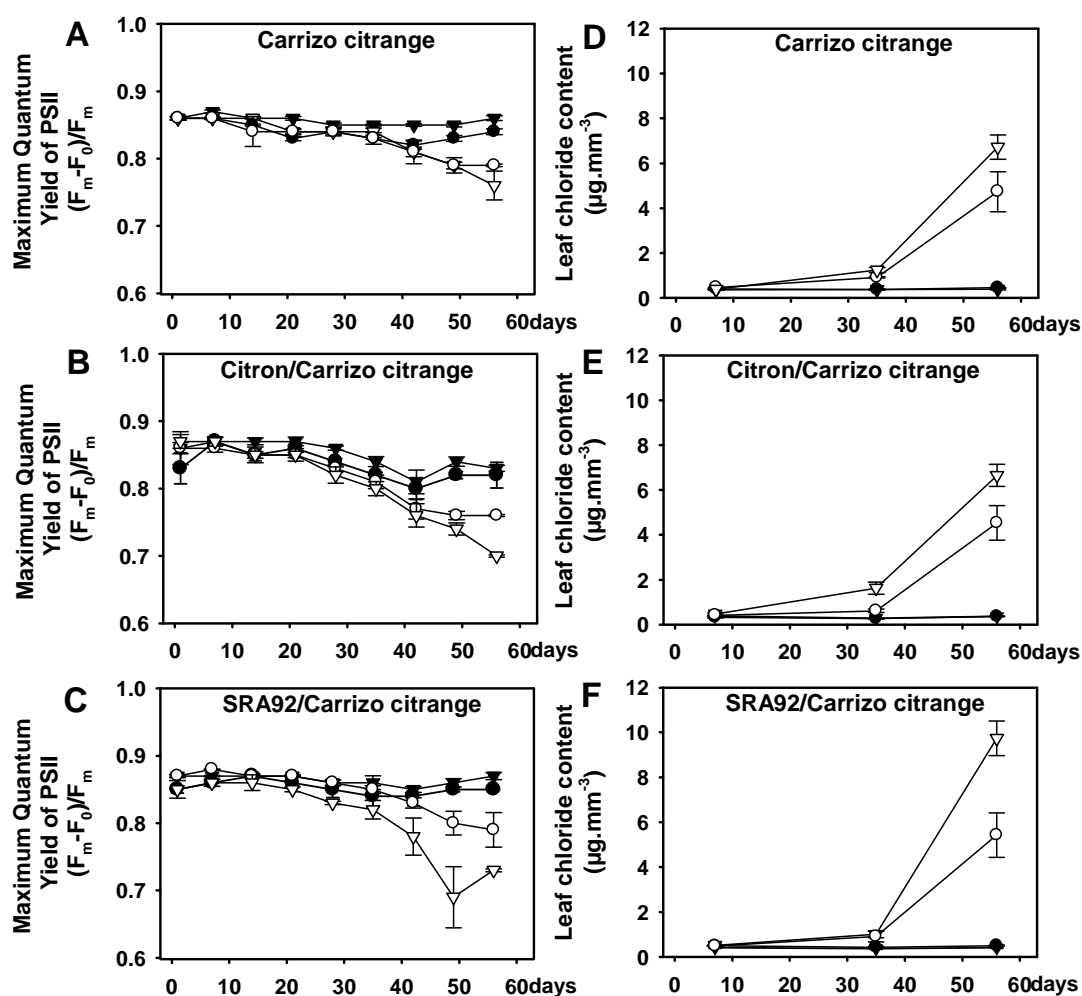 A
Carrizo citrange
Maximum Quantum
Yield of PSII
(Fm-F0)/Fm
1.0
0.9
0.8
0.7
0.6
0 10 20 30 40 50 60days
D
Carrizo citrange
Leaf chloride content
(µg.mm-3)
12
10
8
6
4
2
0
0 10 20 30 40 50 60days
B
Citron/Carrizo citrange
Maximum Quantum
Yield of PSII
(Fm-F0)/Fm
1.0
0.9
0.8
0.7
0.6
0 10 20 30 40 50 60days
E
Citron/Carrizo citrange
Leaf chloride content
(µg.mm-3)
12
10
8
6
4
2
0
0 10 20 30 40 50 60days
C
SRA92/Carrizo citrange
Maximum Quantum
Yield of PSII
(Fm-F0)/Fm
1.0
0.9
0.8
0.7
0.6
0 10 20 30 40 50 60days
F
SRA92/Carrizo citrange
Leaf chloride content
(µg.mm-3)
12
10
8
6
4
2
0
0 10 20 30 40 50 60days